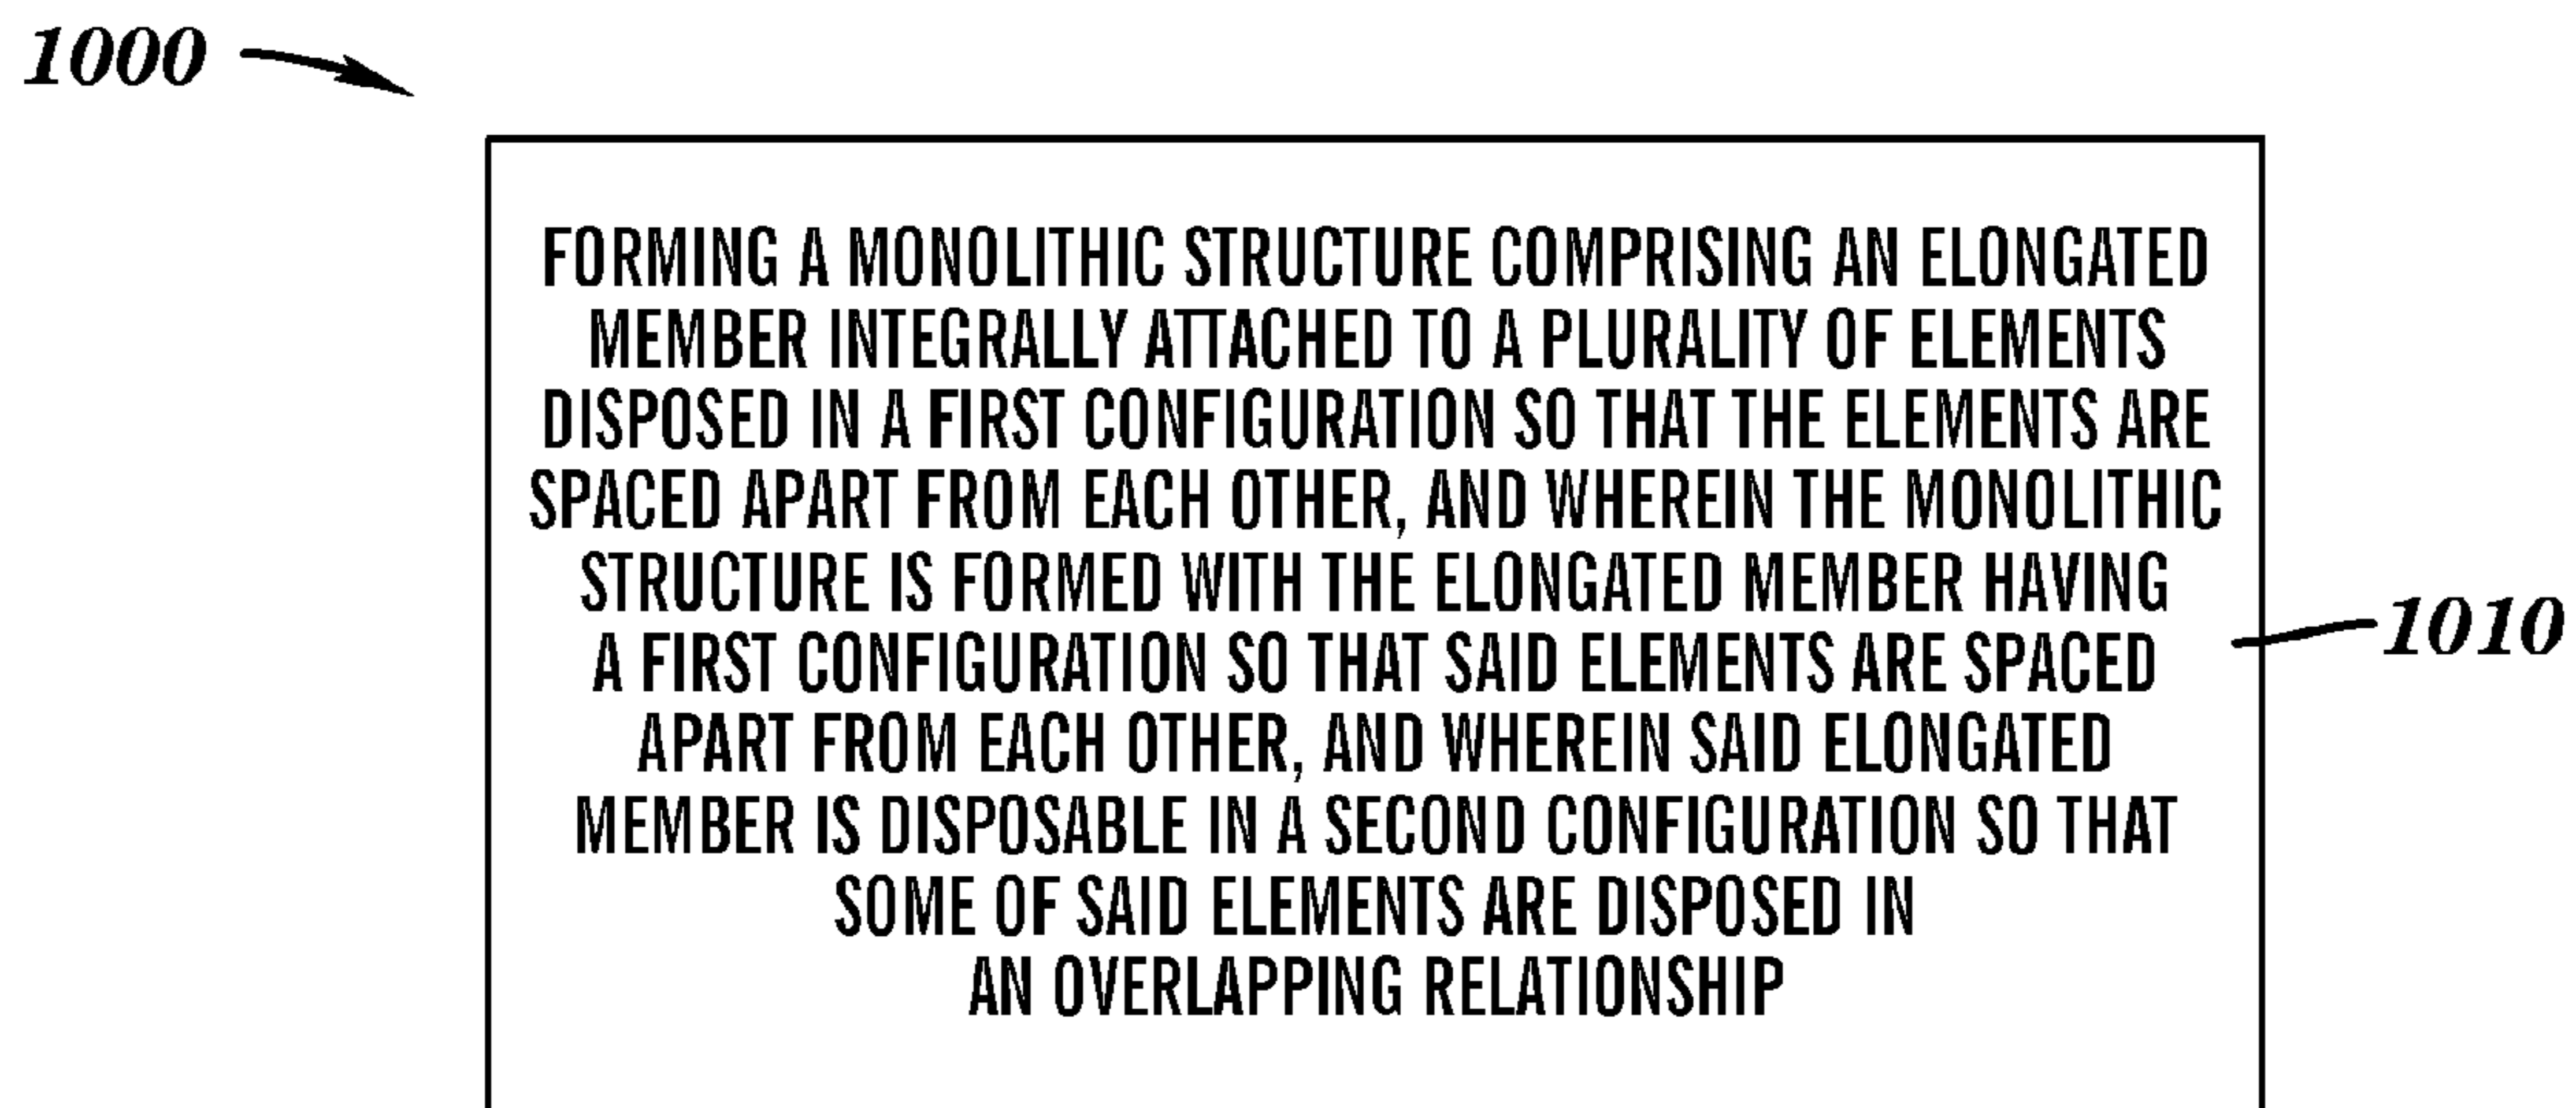 1000
FORMING A MONOLITHIC STRUCTURE COMPRISING AN ELONGATED
MEMBER INTEGRALLY ATTACHED TO A PLURALITY OF ELEMENTS
DISPOSED IN A FIRST CONFIGURATION SO THAT THE ELEMENTS ARE
SPACED APART FROM EACH OTHER, AND WHEREIN THE MONOLITHIC
STRUCTURE IS FORMED WITH THE ELONGATED MEMBER HAVING
A FIRST CONFIGURATION SO THAT SAID ELEMENTS ARE SPACED
APART FROM EACH OTHER, AND WHEREIN SAID ELONGATED
MEMBER IS DISPOSABLE IN A SECOND CONFIGURATION SO THAT
SOME OF SAID ELEMENTS ARE DISPOSED IN
AN OVERLAPPING RELATIONSHIP
1010